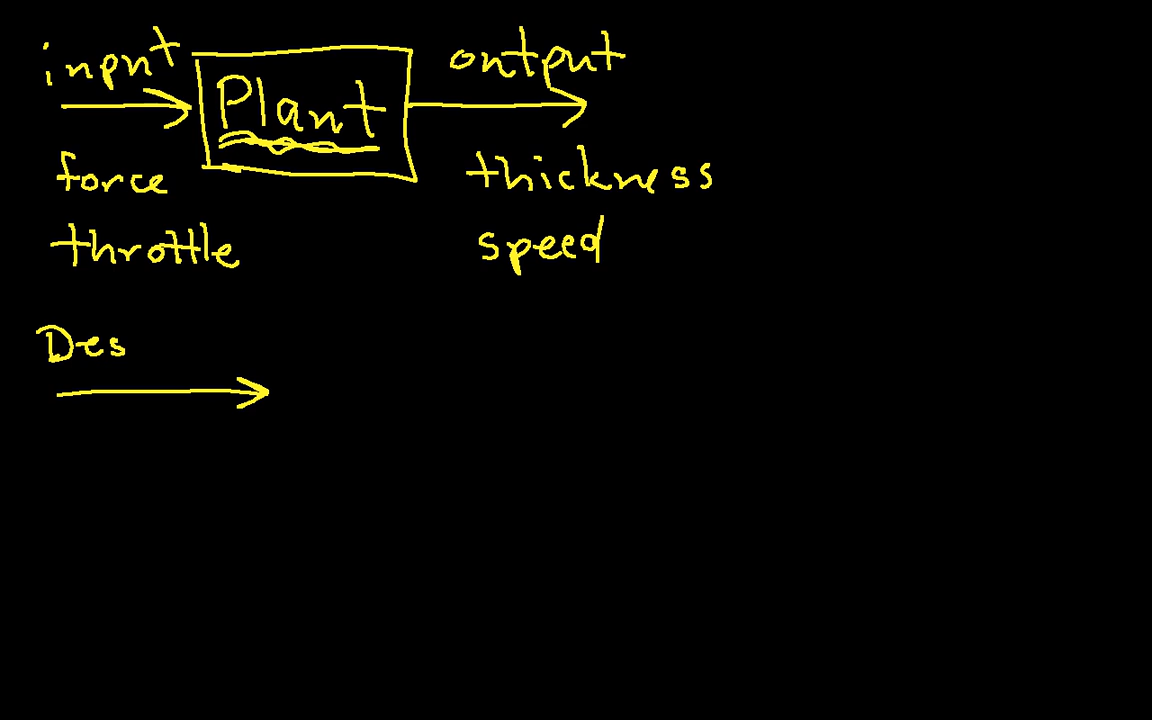 input Plant output
force thickness
throttle speed
Des